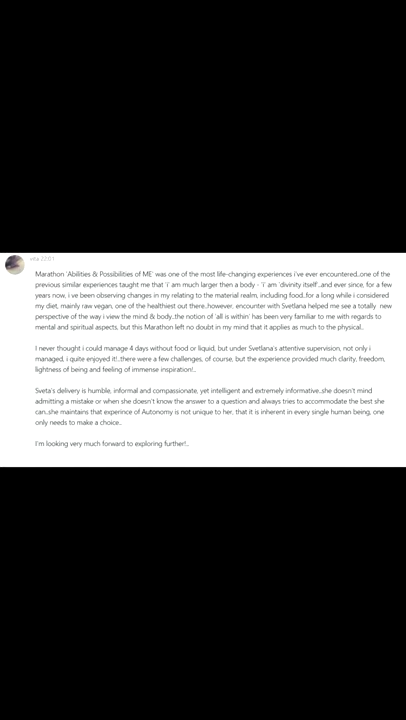 vita 22.01.
Marathon 'Abilities & Possibilities of ME' was one of the most life-changing experiences i've ever encountered..one of the
previous similar experiences taught me that 'i' am much larger then a body - 'i' am 'divinity itself'..and ever since, for a few
years now, i ve been observing changes in my relating to the material realm, including food..for a long while i considered
my diet, mainly raw vegan, one of the healthiest out there..however, encounter with Svetlana helped me see a totally new
perspective of the way i view the mind & body..the notion of 'all is within' has been very familiar to me with regards to
mental and spiritual aspects, but this Marathon left no doubt in my mind that it applies as much to the physical..
I never thought i could manage 4 days without food or liquid, but under Svetlana's attentive supervision, not only i
managed, i quite enjoyed it!..there were a few challenges, of course, but the experience provided much clarity, freedom,
lightness of being and feeling of immense inspiration!..
Sveta's delivery is humble, informal and compassionate, yet intelligent and extremely informative..she doesn't mind
admitting a mistake or when she doesn't know the answer to a question and always tries to accommodate the best she
can..she maintains that experince of Autonomy is not unique to her, that it is inherent in every single human being, one
only needs to make a choice..
I'm looking very much forward to exploring further!..